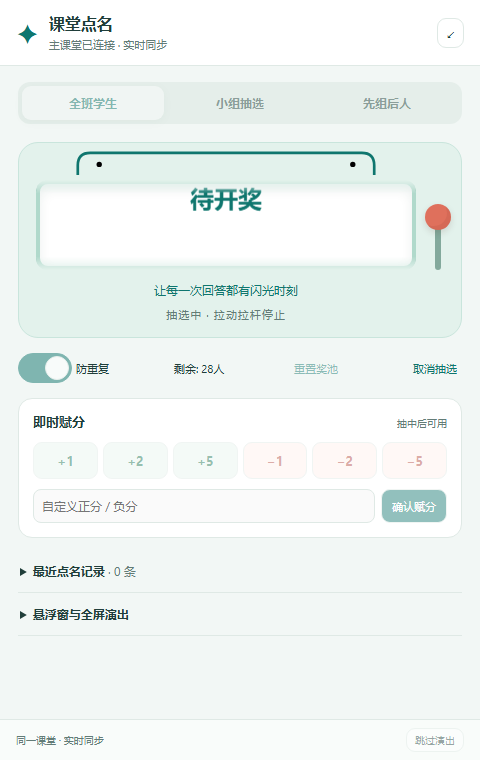 课堂点名
主课堂已连接 · 实时同步
全班学生 小组抽选 先组后人
待开奖
让每一次回答都有闪光时刻
抽选中 · 拉动拉杆停止
防重复 剩余: 28人 重置奖池 取消抽选
即时赋分 抽中后可用
+1 +2 +5 −1 −2 −5
自定义正分 / 负分 确认赋分
最近点名记录 · 0 条
悬浮窗与全屏演出
同一课堂 · 实时同步 跳过演出